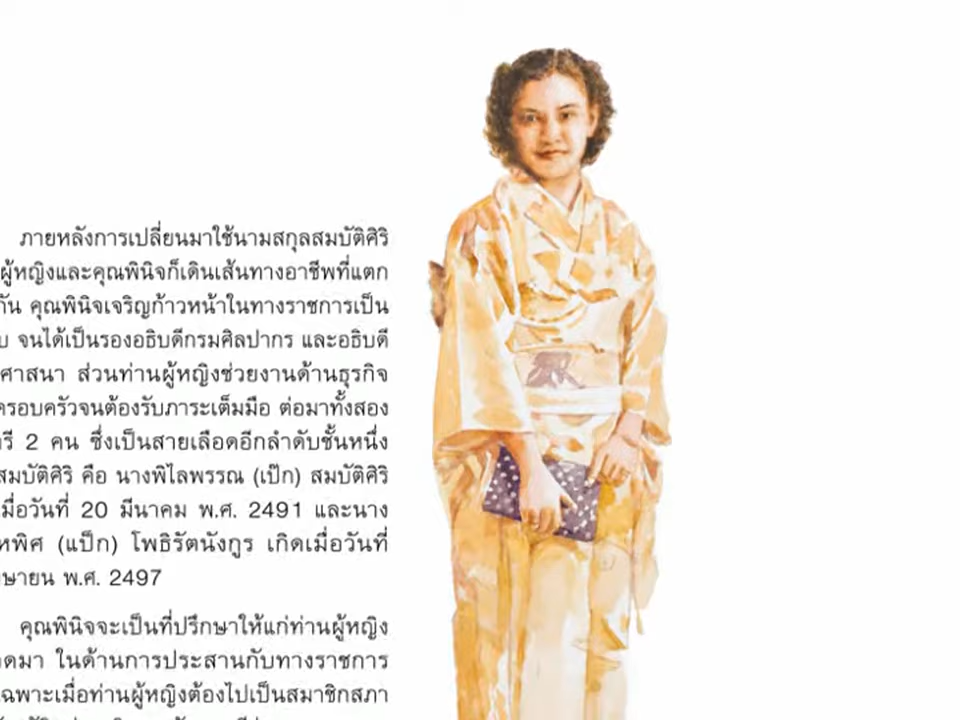 ภายหลังการเปลี่ยนมาใช้นามสกุลสมบัติศิริ
ผู้หญิงและคุณพินิจก็เดินเส้นทางอาชีพที่แตก
กัน คุณพินิจเจริญก้าวหน้าในทางราชการเป็น
จนได้เป็นรองอธิบดีกรมศิลปากร และอธิบดี
ศาสนา ส่วนท่านผู้หญิงช่วยงานด้านธุรกิจ
ครอบครัวจนต้องรับภาระเต็มมือ ต่อมาทั้งสอง
2 คน ซึ่งเป็นสายเลือดอีกลำดับชั้นหนึ่ง
สมบัติศิริ คือ นางพิไลพรรณ (เป๊ก) สมบัติศิริ
เมื่อวันที่ 20 มีนาคม พ.ศ. 2491 และนาง
(แป็ก) โพธิรัตนังกูร เกิดเมื่อวันที่
พ.ศ. 2497
คุณพินิจจะเป็นที่ปรึกษาให้แก่ท่านผู้หญิง
ในด้านการประสานกับทางราชการ
ฉพาะเมื่อท่านผู้หญิงต้องไปเป็นสมาชิกสภา